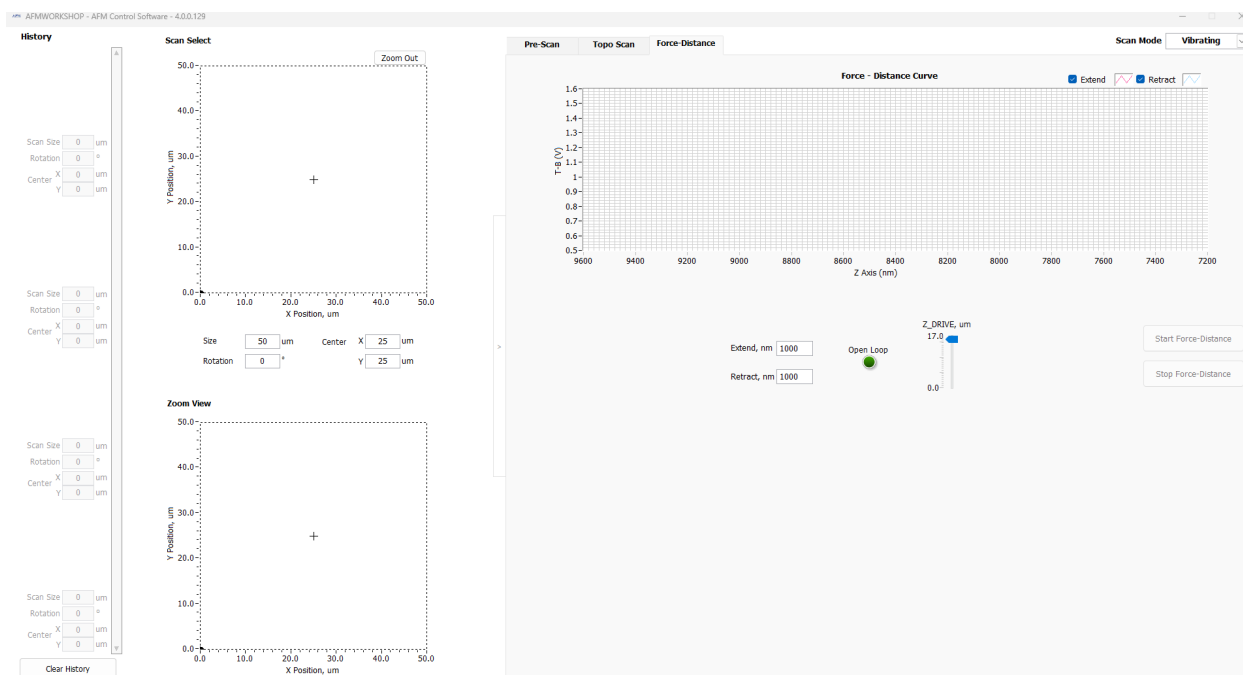 AFM AFMWORKSHOP - AFM Control Software - 4.0.0.129
History
Scan Size 0 um
Rotation 0 °
Center X 0 um
Y 0 um
Scan Size 0 um
Rotation 0 °
Center X 0 um
Y 0 um
Scan Size 0 um
Rotation 0 °
Center X 0 um
Y 0 um
Scan Size 0 um
Rotation 0 °
Center X 0 um
Y 0 um
Clear History
Scan Select
Zoom Out
50.0
40.0
30.0
20.0
10.0
0.0
Y Position, um
0.0 10.0 20.0 30.0 40.0 50.0
X Position, um
Size 50 um Center X 25 um
Rotation 0 ° Y 25 um
Zoom View
50.0
40.0
30.0
20.0
10.0
0.0
Y Position, um
0.0 10.0 20.0 30.0 40.0 50.0
X Position, um
>
Pre-Scan Topo Scan Force-Distance
Scan Mode Vibrating
Force - Distance Curve
Extend Retract
1.6
1.5
1.4
1.3
1.2
1.1
1
0.9
0.8
0.7
0.6
0.5
T-B (V)
9600 9400 9200 9000 8800 8600 8400 8200 8000 7800 7600 7400 7200
Z Axis (nm)
Extend, nm 1000
Retract, nm 1000
Open Loop
Z_DRIVE, um
17.0
0.0
Start Force-Distance
Stop Force-Distance